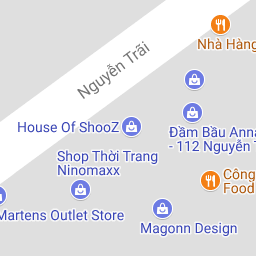 Nguyễn Trãi
Nhà Hàng
House Of ShooZ
Đầm Bầu Anna
- 112 Nguyễn T
Shop Thời Trang
Ninomaxx
Công
Food
Martens Outlet Store
Magonn Design